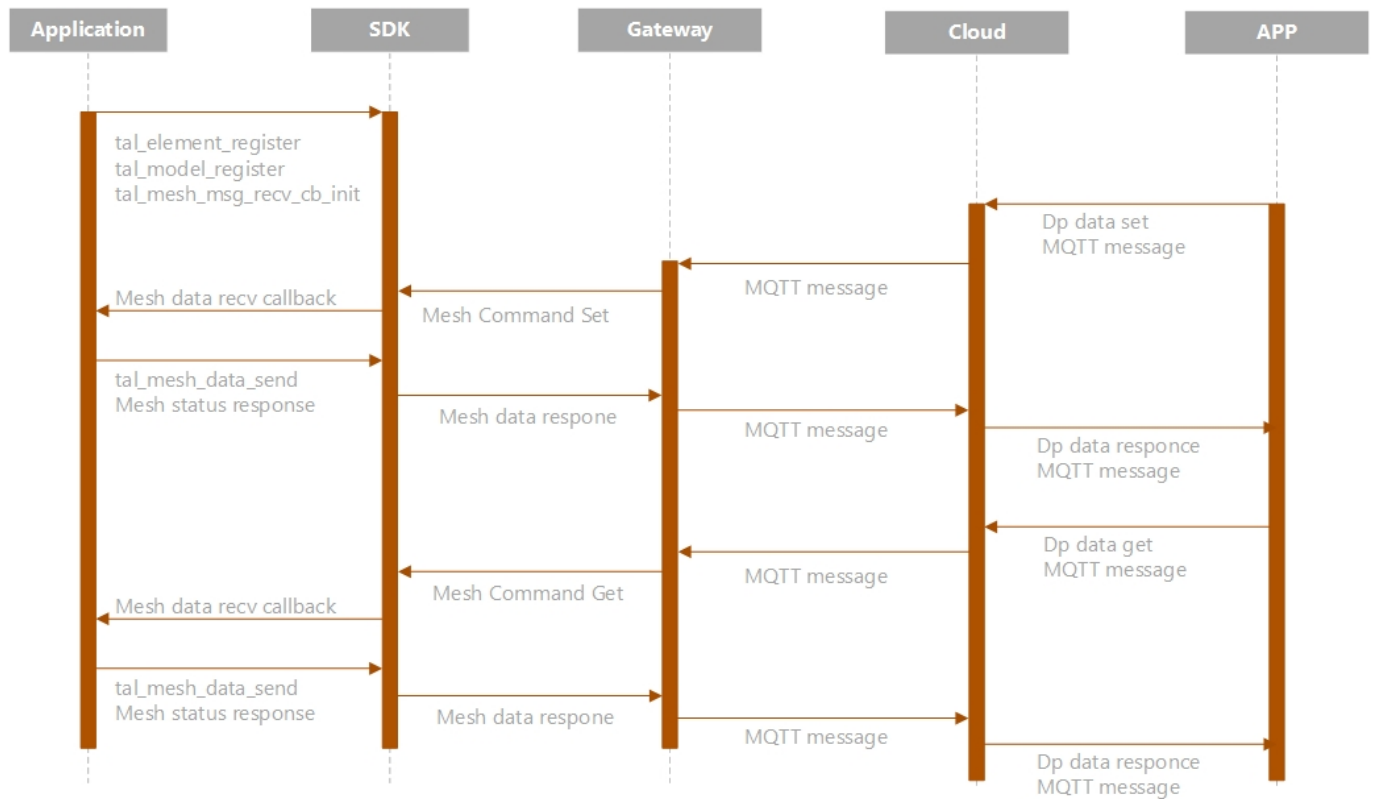 Application
SDK
Gateway
Cloud
APP
tal_element_register
tal_model_register
tal_mesh_msg_recv_cb_init
Dp data set
MQTT message
MQTT message
Mesh Command Set
Mesh data recv callback
tal_mesh_data_send
Mesh status response
Mesh data respone
MQTT message
Dp data responce
MQTT message
Dp data get
MQTT message
MQTT message
Mesh Command Get
Mesh data recv callback
tal_mesh_data_send
Mesh status response
Mesh data respone
MQTT message
Dp data responce
MQTT message